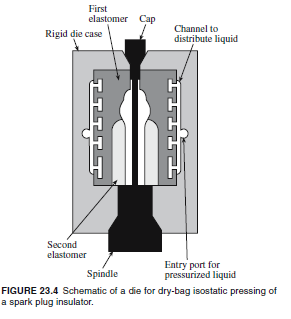 First
elastomer
Cap
Rigid die case
Channel to
distribute liquid
Second
elastomer
Spindle
Entry port for
pressurized liquid
FIGURE 23.4 Schematic of a die for dry-bag isostatic pressing of
a spark plug insulator.